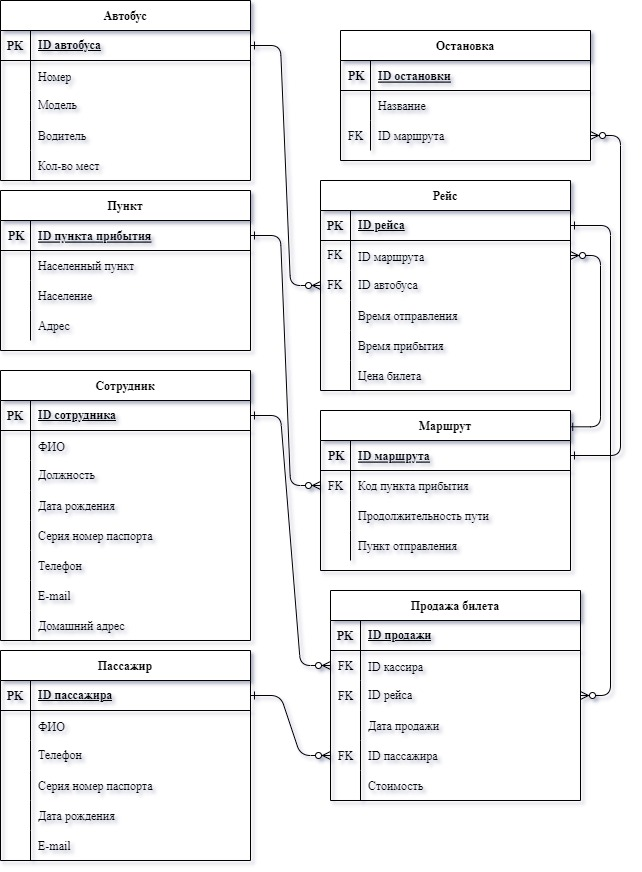 Автобус
PK ID автобуса
Номер
Модель
Водитель
Кол-во мест
Пункт
PK ID пункта прибытия
Населенный пункт
Население
Адрес
Сотрудник
PK ID сотрудника
ФИО
Должность
Дата рождения
Серия номер паспорта
Телефон
E-mail
Домашний адрес
Пассажир
PK ID пассажира
ФИО
Телефон
Серия номер паспорта
Дата рождения
E-mail
Остановка
PK ID остановки
Название
FK ID маршрута
Рейс
PK ID рейса
FK ID маршрута
FK ID автобуса
Время отправления
Время прибытия
Цена билета
Маршрут
PK ID маршрута
FK Код пункта прибытия
Продолжительность пути
Пункт отправления
Продажа билета
PK ID продажи
FK ID кассира
FK ID рейса
Дата продажи
FK ID пассажира
Стоимость